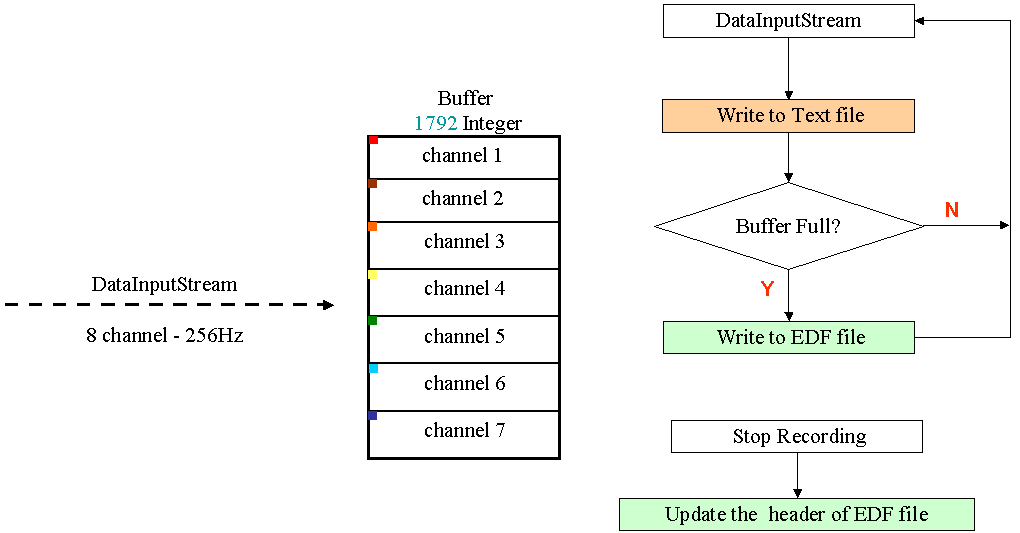 DataInputStream
8 channel - 256Hz
Buffer
1792 Integer
channel 1
channel 2
channel 3
channel 4
channel 5
channel 6
channel 7
DataInputStream
Write to Text file
Buffer Full?
N
Y
Write to EDF file
Stop Recording
Update the header of EDF file